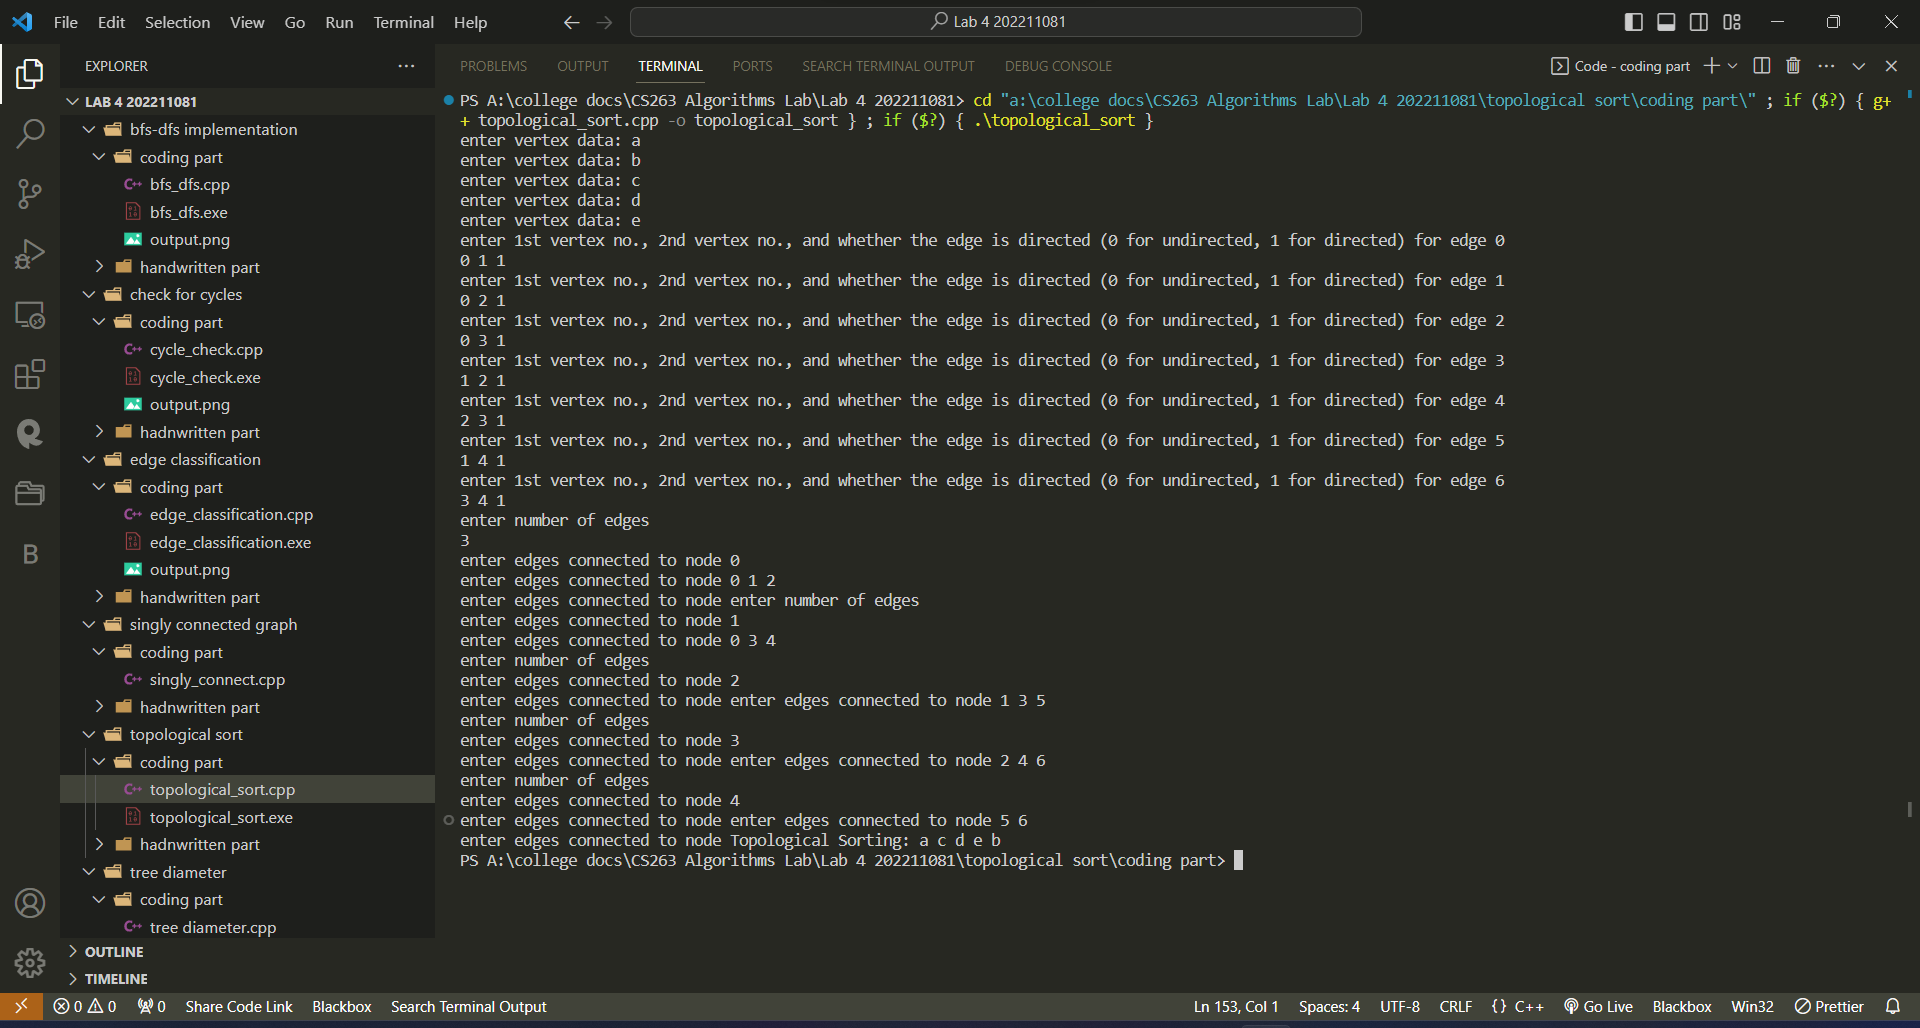 File Edit Selection View Go Run Terminal Help
Lab 4 202211081
EXPLORER
LAB 4 202211081
bfs-dfs implementation
coding part
bfs_dfs.cpp
bfs_dfs.exe
output.png
handwritten part
check for cycles
coding part
cycle_check.cpp
cycle_check.exe
output.png
hadnwritten part
edge classification
coding part
edge_classification.cpp
edge_classification.exe
output.png
handwritten part
singly connected graph
coding part
singly_connect.cpp
hadnwritten part
topological sort
coding part
topological_sort.cpp
topological_sort.exe
hadnwritten part
tree diameter
coding part
tree diameter.cpp
OUTLINE
TIMELINE
B
PROBLEMS OUTPUT TERMINAL PORTS SEARCH TERMINAL OUTPUT DEBUG CONSOLE
Code - coding part
PS A:\college docs\CS263 Algorithms Lab\Lab 4 202211081> cd "a:\college docs\CS263 Algorithms Lab\Lab 4 202211081\topological sort\coding part\" ; if ($?) { g+
+ topological_sort.cpp -o topological_sort } ; if ($?) { .\topological_sort }
enter vertex data: a
enter vertex data: b
enter vertex data: c
enter vertex data: d
enter vertex data: e
enter 1st vertex no., 2nd vertex no., and whether the edge is directed (0 for undirected, 1 for directed) for edge 0
0 1 1
enter 1st vertex no., 2nd vertex no., and whether the edge is directed (0 for undirected, 1 for directed) for edge 1
0 2 1
enter 1st vertex no., 2nd vertex no., and whether the edge is directed (0 for undirected, 1 for directed) for edge 2
0 3 1
enter 1st vertex no., 2nd vertex no., and whether the edge is directed (0 for undirected, 1 for directed) for edge 3
1 2 1
enter 1st vertex no., 2nd vertex no., and whether the edge is directed (0 for undirected, 1 for directed) for edge 4
2 3 1
enter 1st vertex no., 2nd vertex no., and whether the edge is directed (0 for undirected, 1 for directed) for edge 5
1 4 1
enter 1st vertex no., 2nd vertex no., and whether the edge is directed (0 for undirected, 1 for directed) for edge 6
3 4 1
enter number of edges
3
enter edges connected to node 0
enter edges connected to node 0 1 2
enter edges connected to node enter number of edges
enter edges connected to node 1
enter edges connected to node 0 3 4
enter number of edges
enter edges connected to node 2
enter edges connected to node enter edges connected to node 1 3 5
enter number of edges
enter edges connected to node 3
enter edges connected to node enter edges connected to node 2 4 6
enter number of edges
enter edges connected to node 4
enter edges connected to node enter edges connected to node 5 6
enter edges connected to node Topological Sorting: a c d e b
PS A:\college docs\CS263 Algorithms Lab\Lab 4 202211081\topological sort\coding part>
0 0 0 Share Code Link Blackbox Search Terminal Output Ln 153, Col 1 Spaces: 4 UTF-8 CRLF {} C++ Go Live Blackbox Win32 Prettier